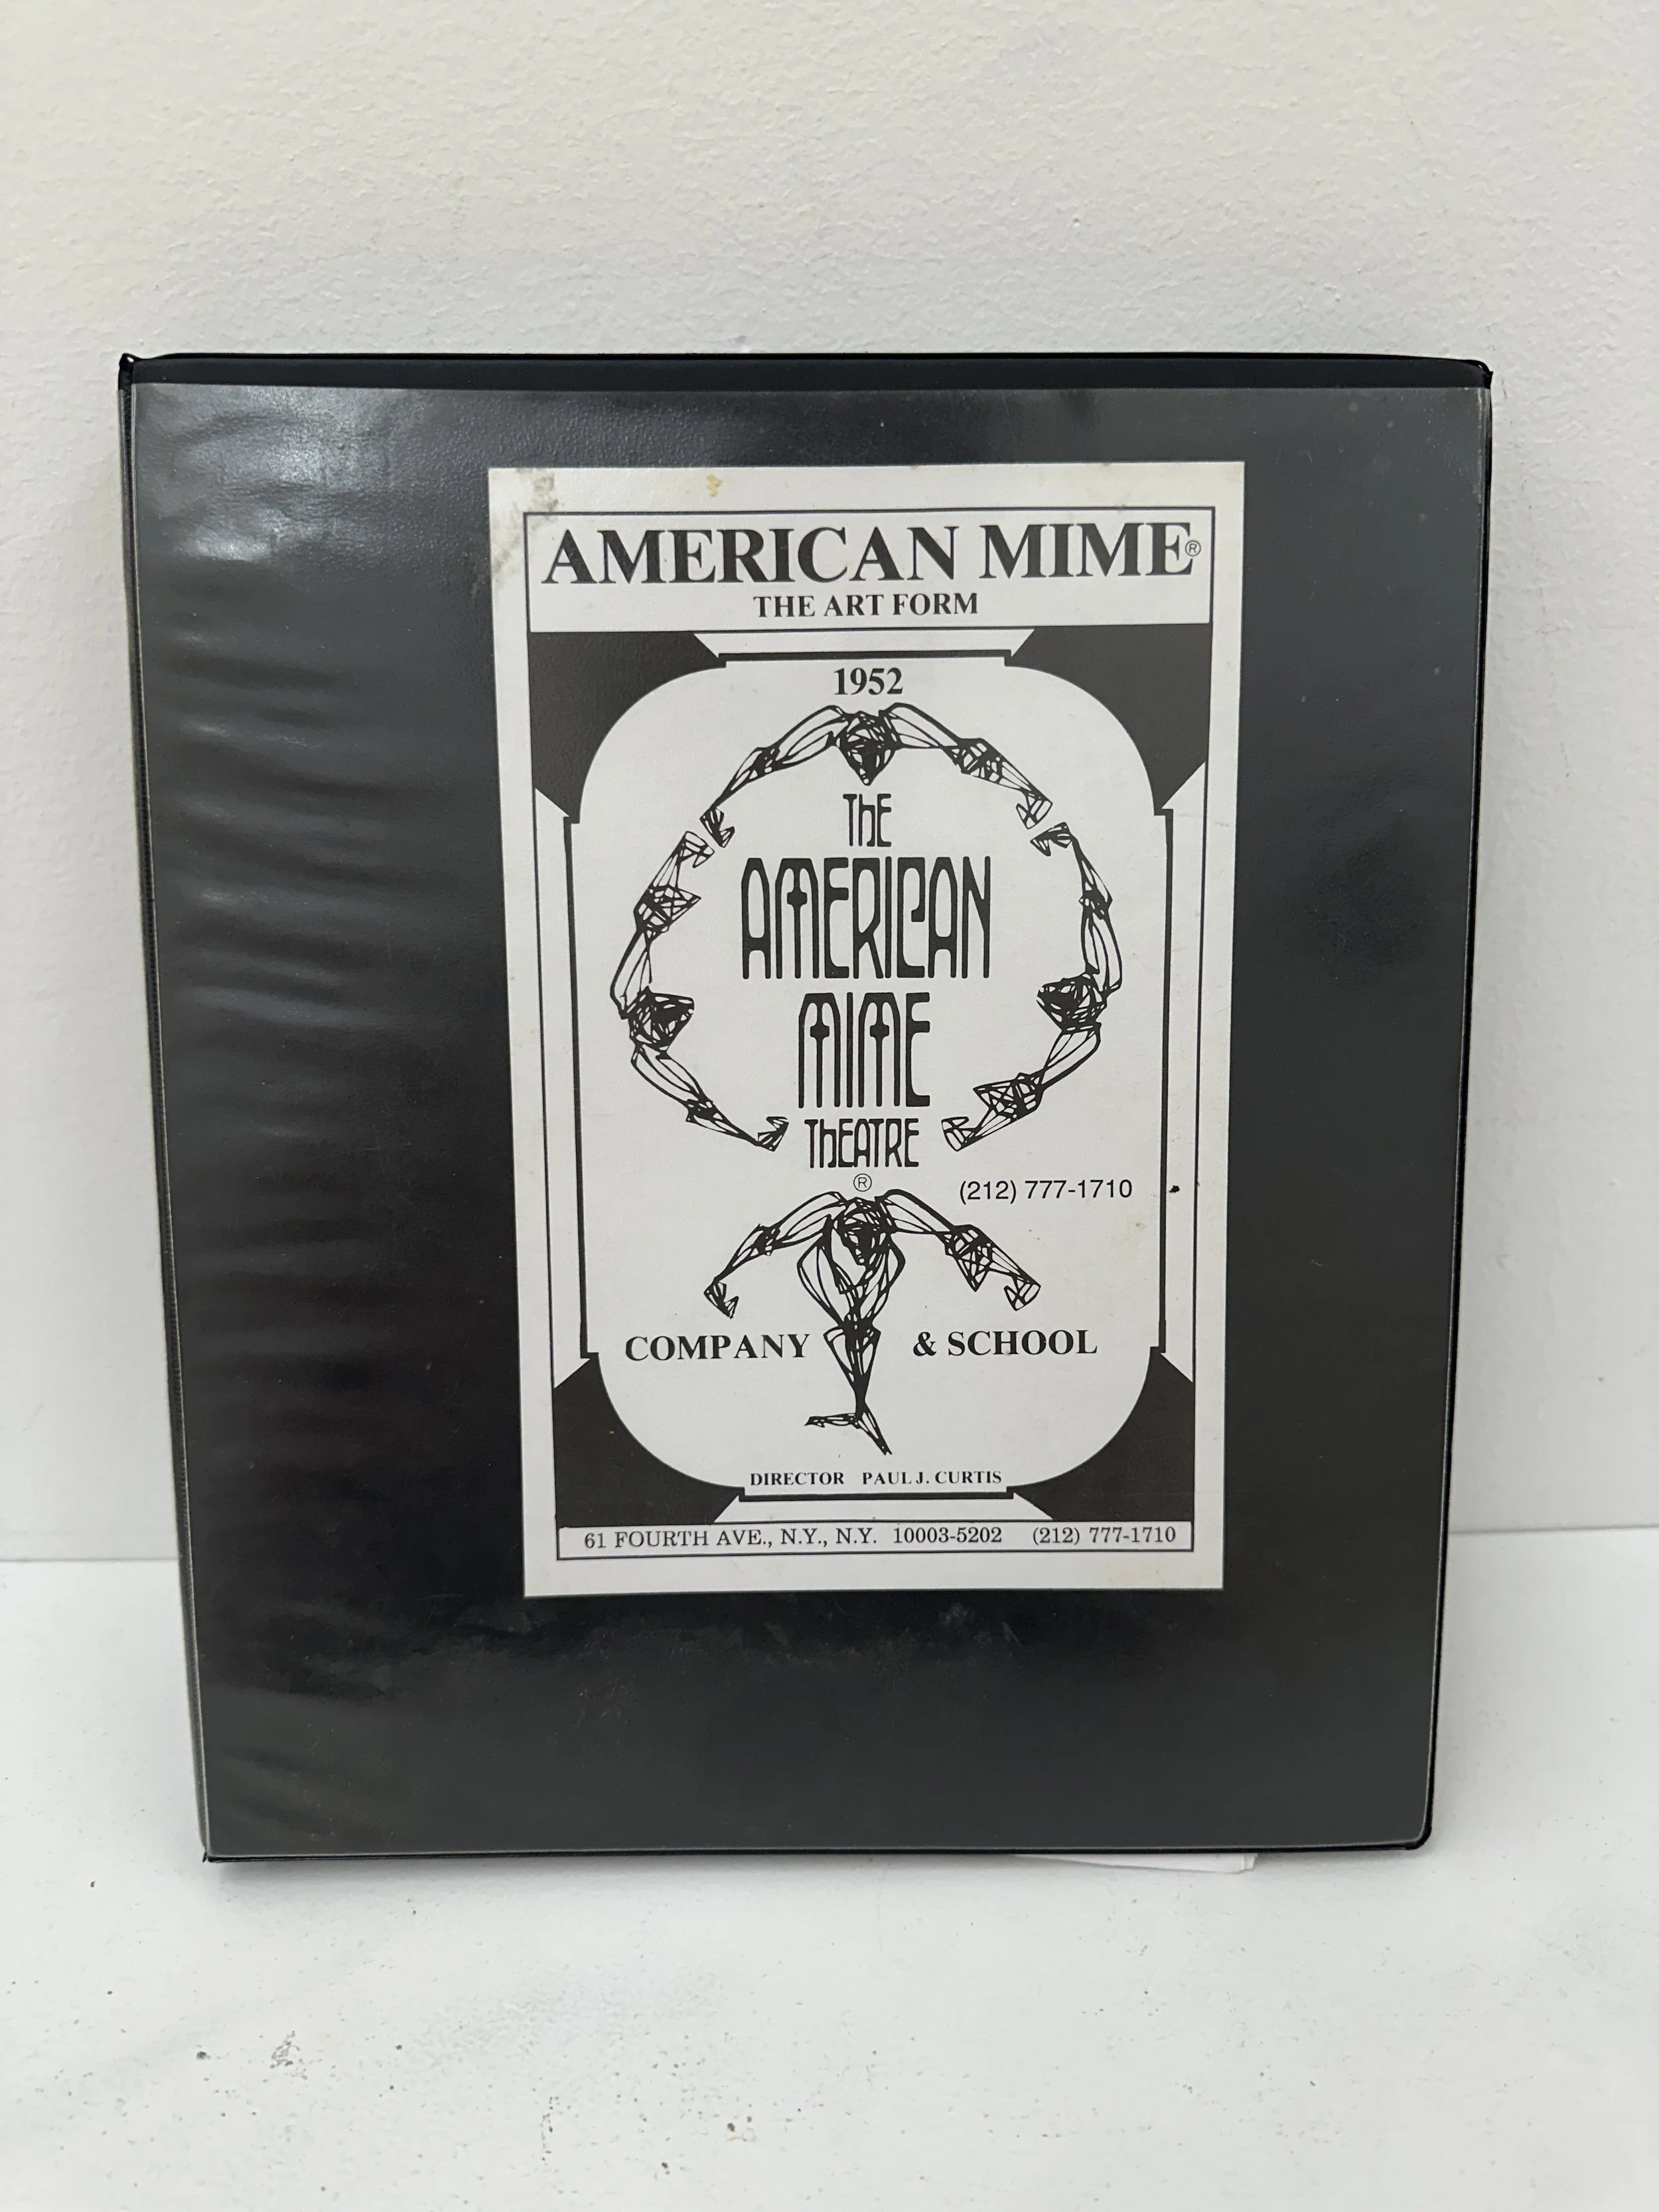 AMERICAN MIME®
THE ART FORM
1952
THE
AMERICAN
MIME
THEATRE
®
(212) 777-1710
COMPANY & SCHOOL
DIRECTOR PAUL J. CURTIS
61 FOURTH AVE., N.Y., N.Y. 10003-5202 (212) 777-1710